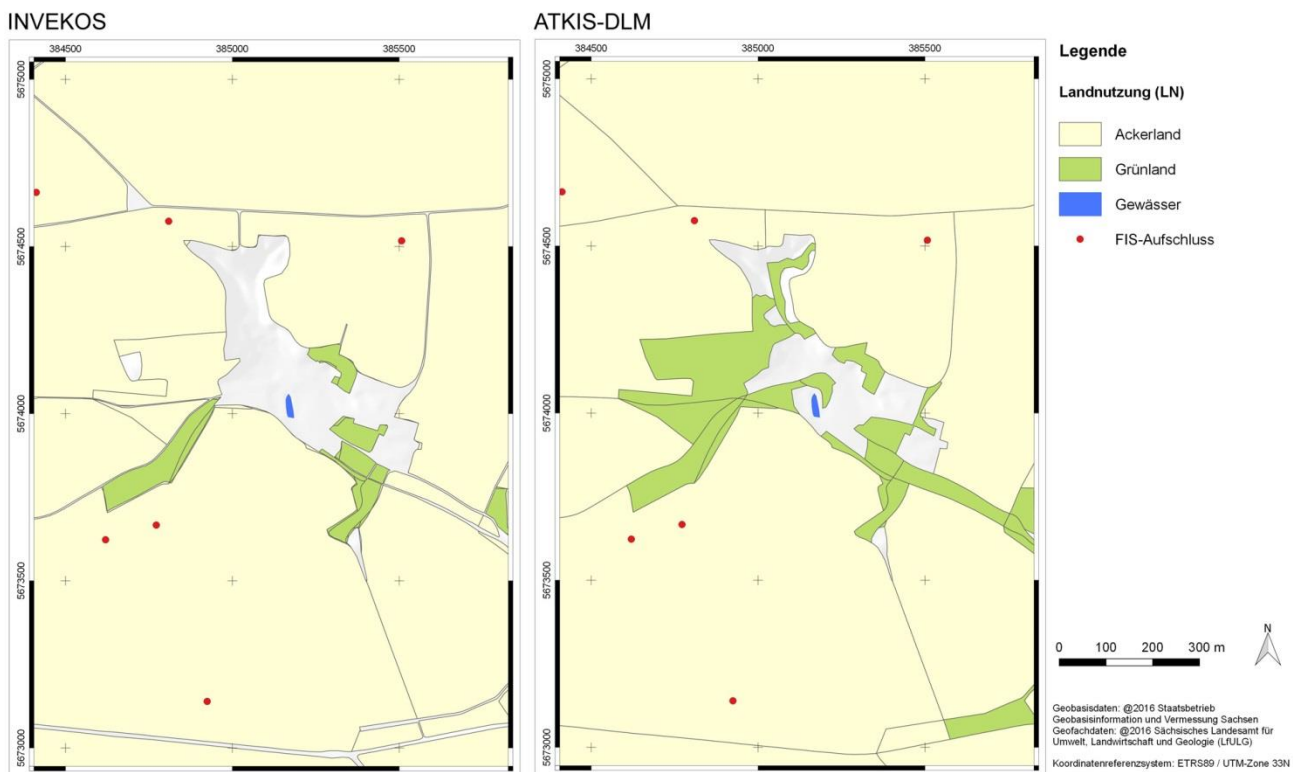 INVEKOS
384500 385000 385500
5675000
5674500
5674000
5673500
5673000
ATKIS-DLM
384500 385000 385500
5675000
5674500
5674000
5673500
5673000
Legende
Landnutzung (LN)
Ackerland
Grünland
Gewässer
FIS-Aufschluss
N
0 100 200 300 m
Geobasisdaten: @2016 Staatsbetrieb
Geobasisinformation und Vermessung Sachsen
Geofachdaten: @2016 Sächsisches Landesamt für
Umwelt, Landwirtschaft und Geologie (LfULG)
Koordinatenreferenzsystem: ETRS89 / UTM-Zone 33N